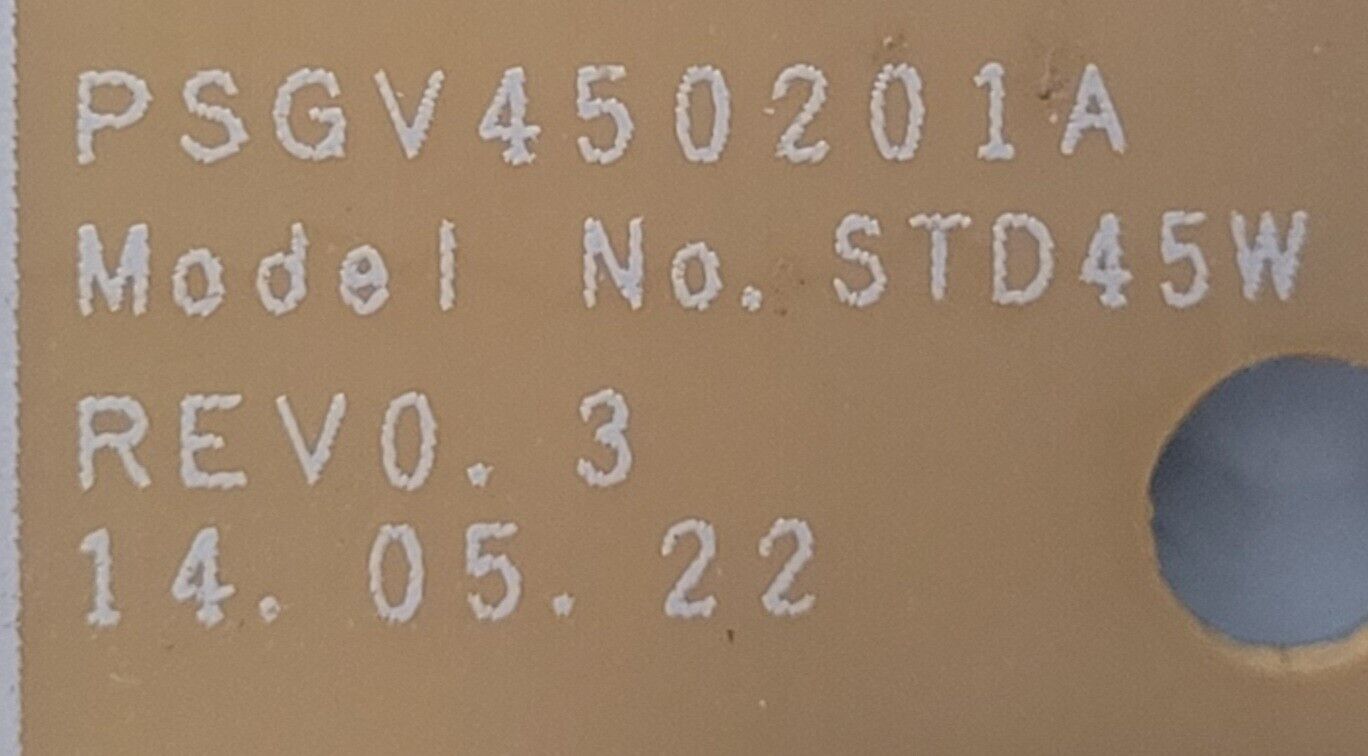 PSGV450201A
Model No. STD45W
REV0.3
14.05.22